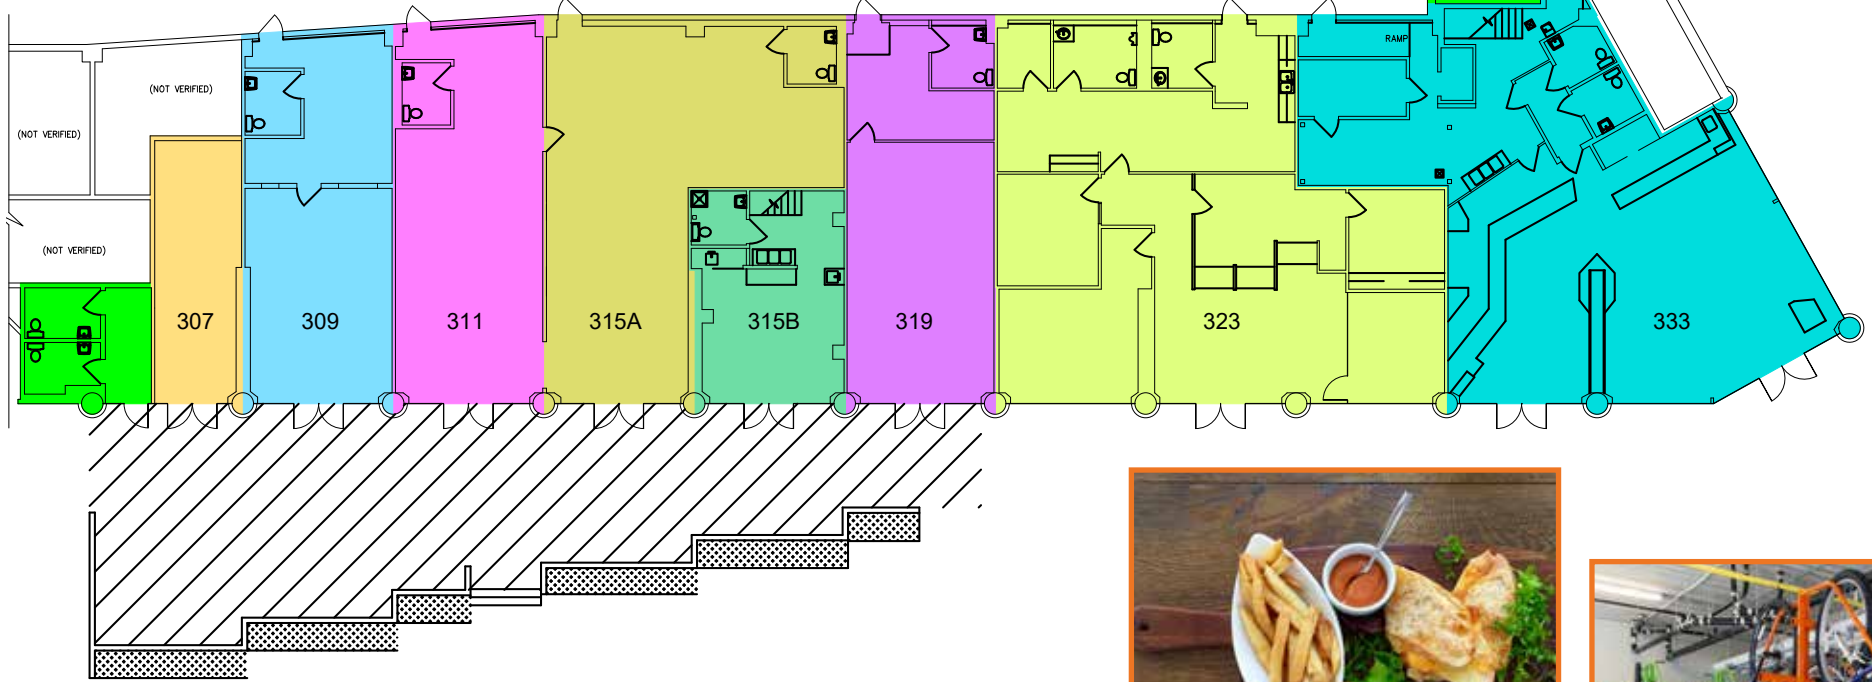 RAMP
(NOT VERIFIED)
(NOT VERIFIED)
(NOT VERIFIED)
307
309
311
315A
315B
319
323
333